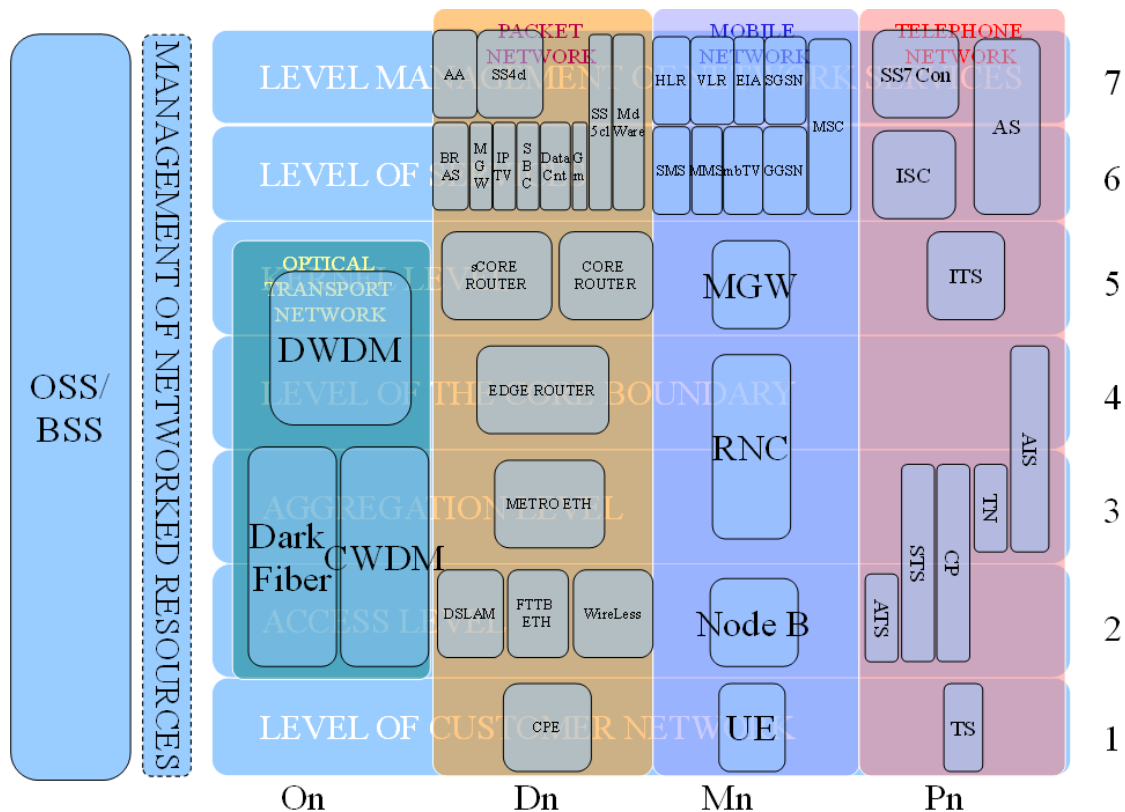 OSS/
BSS
MANAGEMENT OF NETWORKED RESOURCES
PACKET
NETWORK
MOBILE
NETWORK
TELEPHONE
NETWORK
LEVEL MANAGEMENT OF NETWORK SERVICES
7
AA
SS4d
SS
5cl
Md
Ware
HLR
VLR
EIA
SGSN
MSC
SS7 Con
AS
LEVEL OF SERVICES
6
BR
AS
M
G
W
IP
TV
S
B
C
Data
Cnt
G
m
SMS
MMS
mbTV
GGSN
ISC
OPTICAL
TRANSPORT
NETWORK
KERNEL LEVEL
5
sCORE
ROUTER
CORE
ROUTER
MGW
ITS
DWDM
LEVEL OF THE CORE BOUNDARY
4
EDGE ROUTER
RNC
AIS
AGGREGATION LEVEL
3
Dark
Fiber
CWDM
METRO ETH
STS
CP
TN
ACCESS LEVEL
2
DSLAM
FTTB
ETH
WireLess
Node B
ATS
LEVEL OF CUSTOMER NETWORK
1
CPE
UE
TS
On
Dn
Mn
Pn